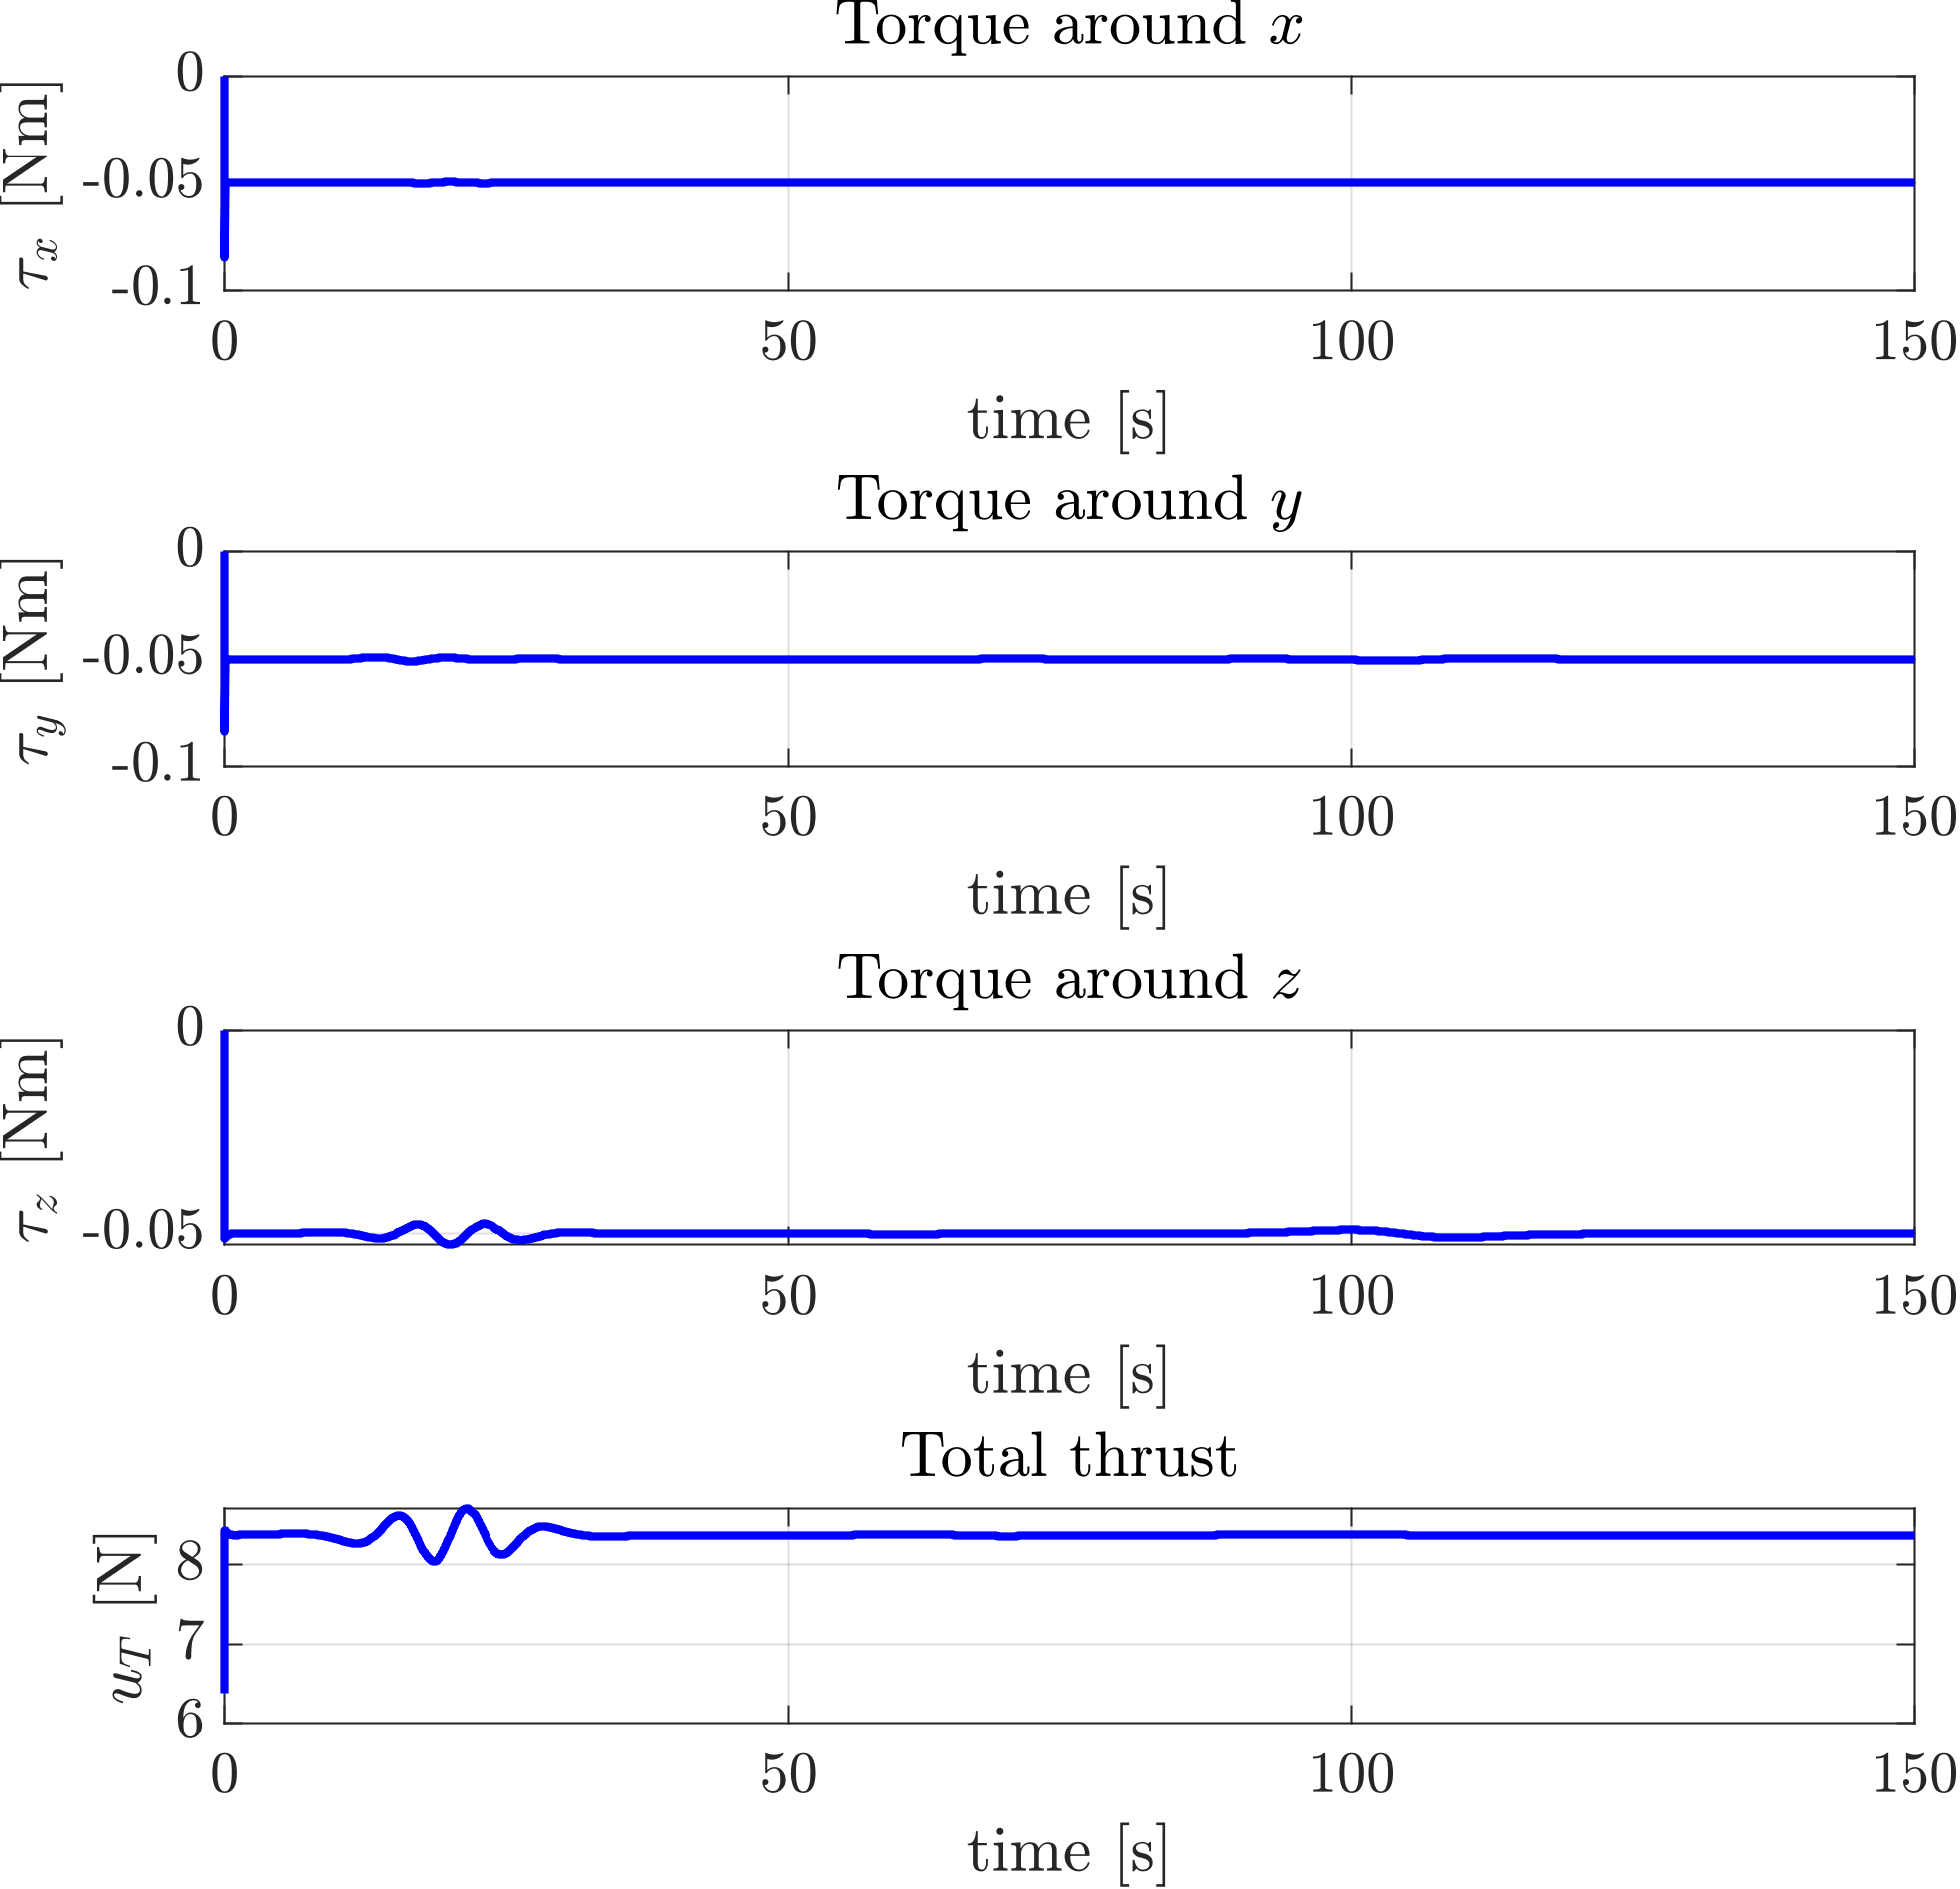 Torque around x
τx [Nm]
0
-0.05
-0.1
0 50 100 150
time [s]
Torque around y
τy [Nm]
0
-0.05
-0.1
0 50 100 150
time [s]
Torque around z
τz [Nm]
0
-0.05
0 50 100 150
time [s]
Total thrust
uT [N]
8
7
6
0 50 100 150
time [s]